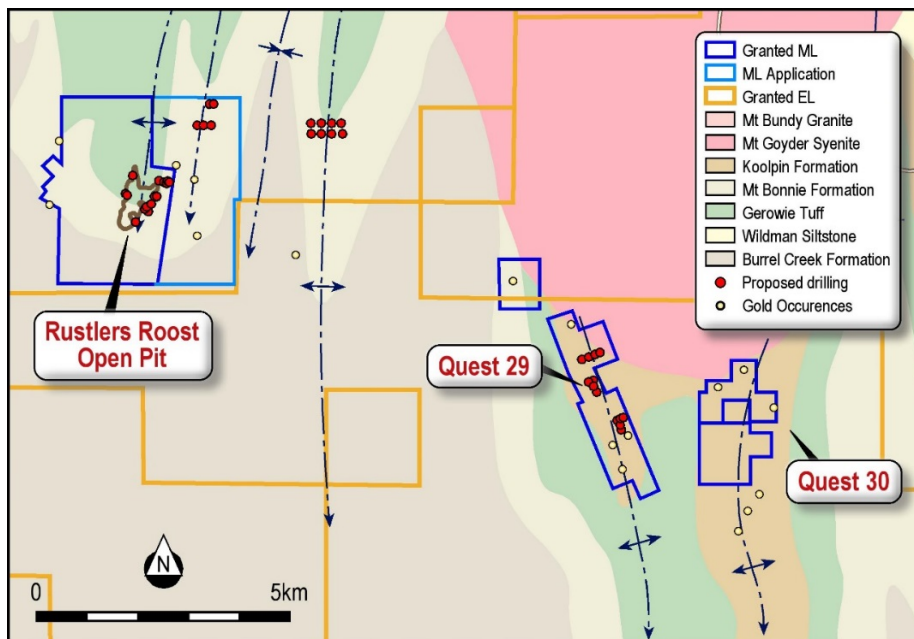 Granted ML
ML Application
Granted EL
Mt Bundy Granite
Mt Goyder Syenite
Koolpin Formation
Mt Bonnie Formation
Gerowie Tuff
Wildman Siltstone
Burrel Creek Formation
Proposed drilling
Gold Occurences
Rustlers Roost
Open Pit
Quest 29
Quest 30
N
0
5km